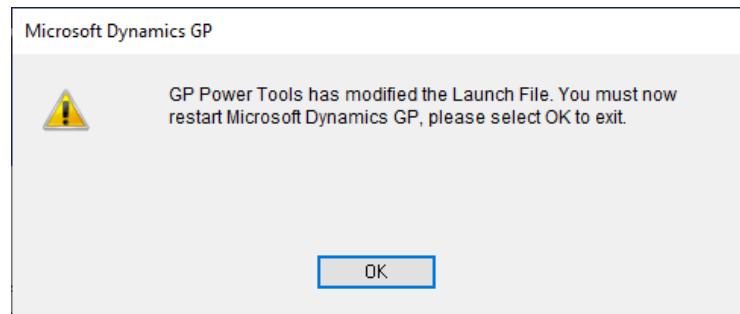 Microsoft Dynamics GP
GP Power Tools has modified the Launch File. You must now
restart Microsoft Dynamics GP, please select OK to exit.
OK